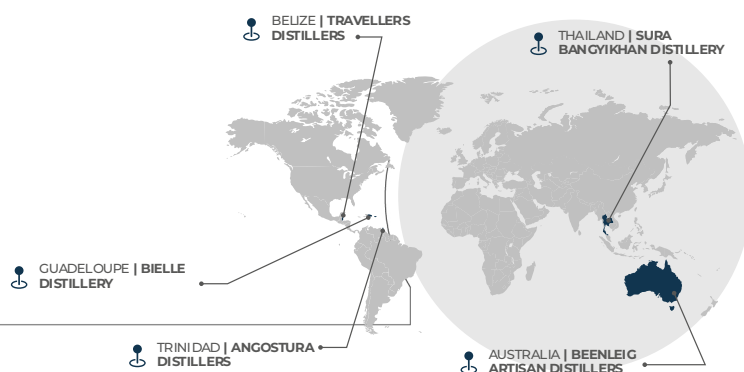 BELIZE | TRAVELLERS
DISTILLERS
THAILAND | SURA
BANGYIKHAN DISTILLERY
GUADELOUPE | BIELLE
DISTILLERY
TRINIDAD | ANGOSTURA
DISTILLERS
AUSTRALIA | BEENLEIG
ARTISAN DISTILLERS